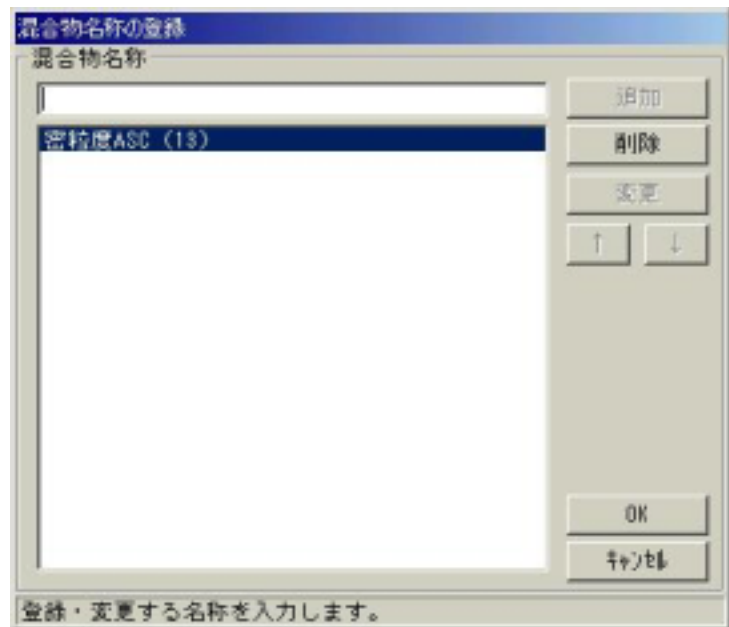 混合物名称の登録
混合物名称
追加
密粒度ASC (13)
削除
変更
↑ ↓
OK
ｷｬﾝｾﾙ
登録・変更する名称を入力します。